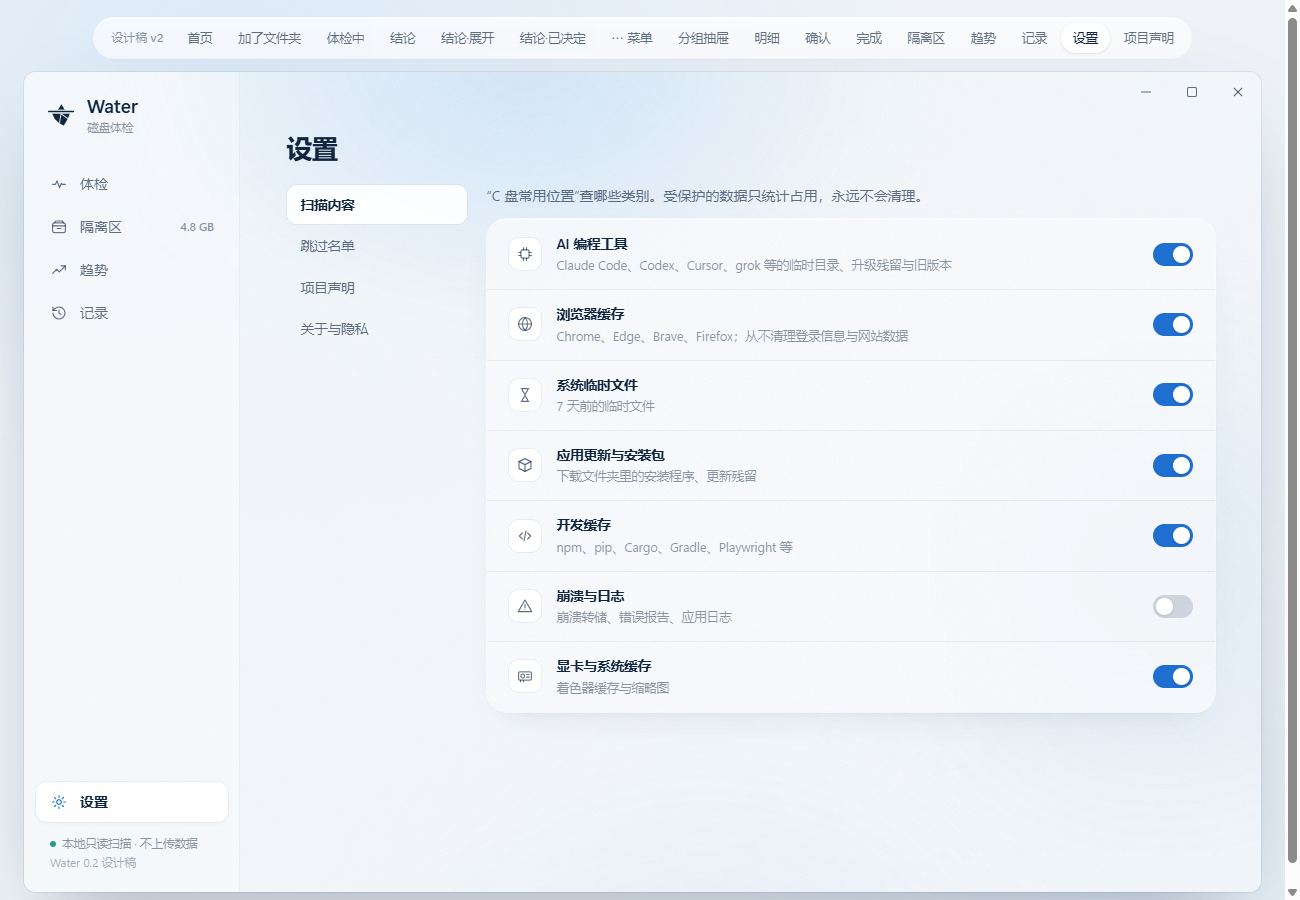 设计稿 v2 首页 加了文件夹 体检中 结论 结论·展开 结论·已决定 ··· 菜单 分组抽屉 明细 确认 完成 隔离区 趋势 记录 设置 项目声明
Water
磁盘体检
体检
隔离区 4.8 GB
趋势
记录
设置
本地只读扫描 · 不上传数据
Water 0.2 设计稿
设置
扫描内容
跳过名单
项目声明
关于与隐私
“C 盘常用位置”查哪些类别。受保护的数据只统计占用，永远不会清理。
AI 编程工具
Claude Code、Codex、Cursor、grok 等的临时目录、升级残留与旧版本
浏览器缓存
Chrome、Edge、Brave、Firefox；从不清理登录信息与网站数据
系统临时文件
7 天前的临时文件
应用更新与安装包
下载文件夹里的安装程序、更新残留
开发缓存
npm、pip、Cargo、Gradle、Playwright 等
崩溃与日志
崩溃转储、错误报告、应用日志
显卡与系统缓存
着色器缓存与缩略图